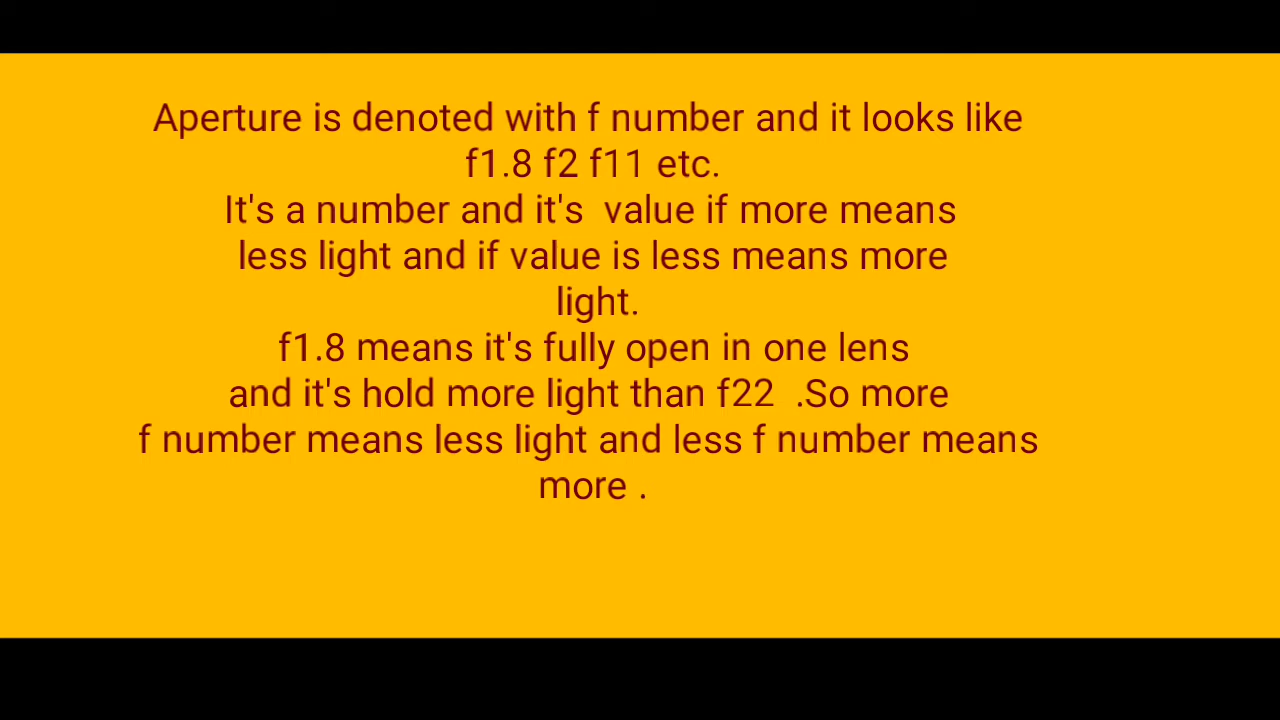 Aperture is denoted with f number and it looks like
f1.8 f2 f11 etc.
It's a number and it's  value if more means
less light and if value is less means more
light.
f1.8 means it's fully open in one lens
and it's hold more light than f22  .So more
f number means less light and less f number means
more .